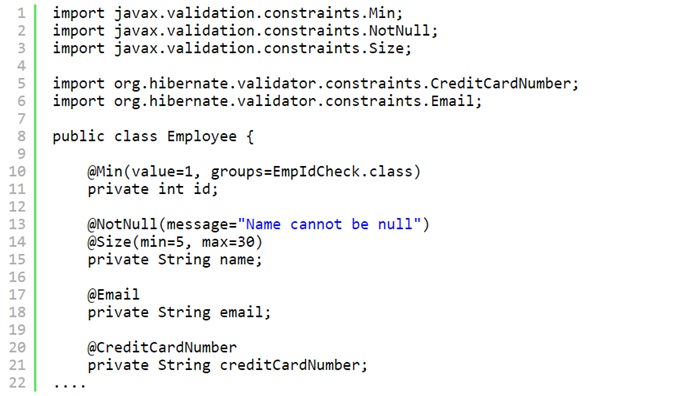 1 import javax.validation.constraints.Min;
2 import javax.validation.constraints.NotNull;
3 import javax.validation.constraints.Size;
4
5 import org.hibernate.validator.constraints.CreditCardNumber;
6 import org.hibernate.validator.constraints.Email;
7
8 public class Employee {
9
10 @Min(value=1, groups=EmpIdCheck.class)
11 private int id;
12
13 @NotNull(message="Name cannot be null")
14 @Size(min=5, max=30)
15 private String name;
16
17 @Email
18 private String email;
19
20 @CreditCardNumber
21 private String creditCardNumber;
22 ....